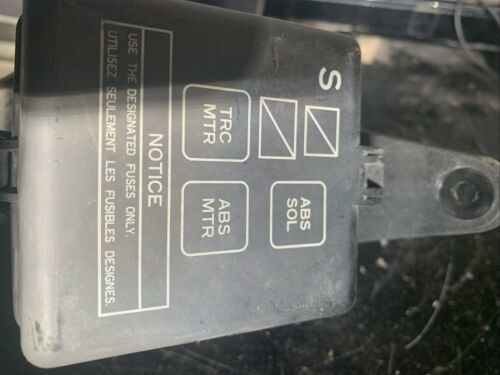 S
ABS
SOL
TRC
MTR
ABS
MTR
NOTICE
USE THE DESIGNATED FUSES ONLY.
UTILISEZ SEULEMENT LES FUSIBLES DESIGNES.